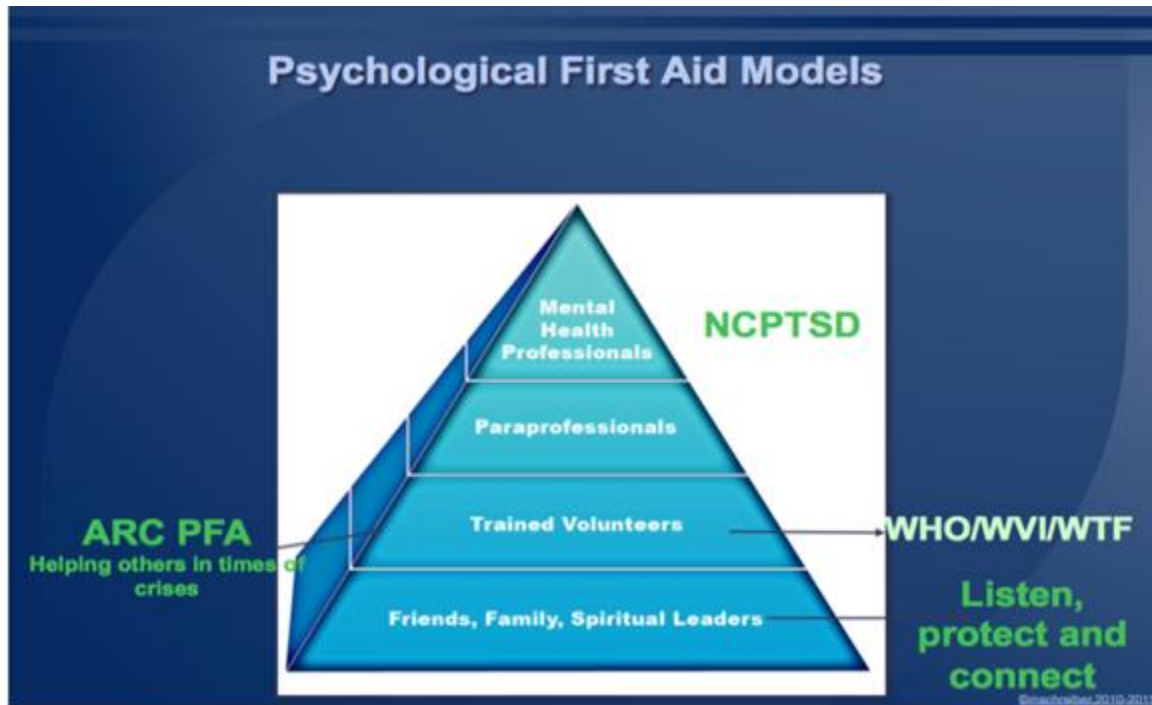 Psychological First Aid Models
Mental
Health
Professionals
NCPTSD
Paraprofessionals
ARC PFA
Helping others in times of
crises
Trained Volunteers
WHO/WVI/WTF
Friends, Family, Spiritual Leaders
Listen,
protect and
connect